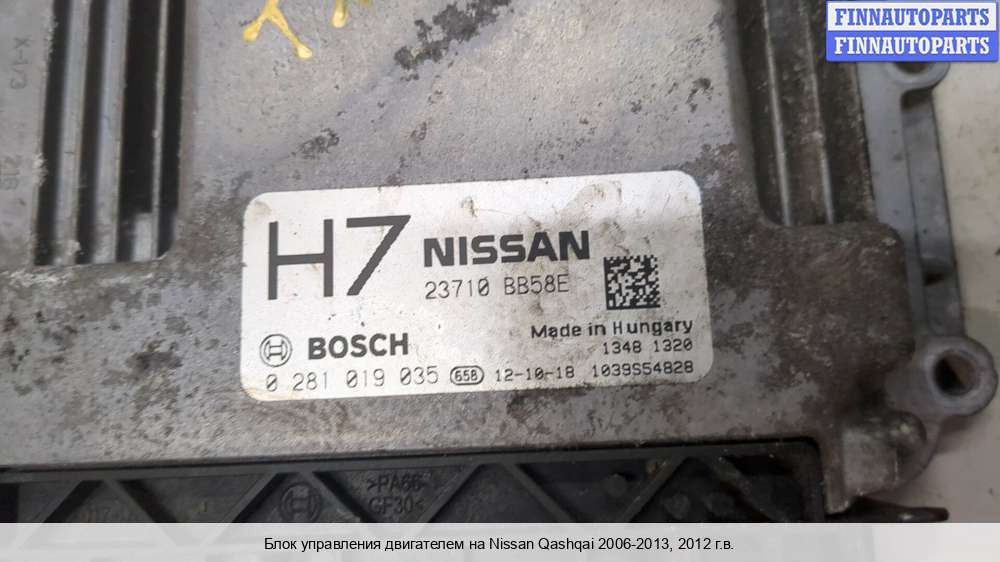 FINNAUTOPARTS
FINNAUTOPARTS
H7 NISSAN
23710 BB58E
Made in Hungary
BOSCH
1348 1320
0 281 019 035 65B 12-10-18 1039S54828
>PA66-
GF30<
Блок управления двигателем на Nissan Qashqai 2006-2013, 2012 г.в.